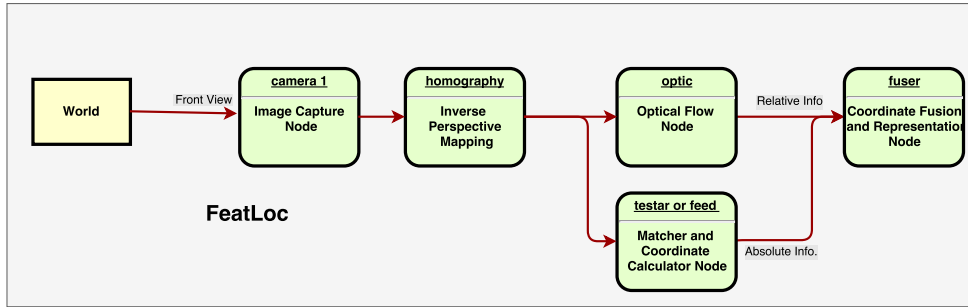 World
Front View
camera 1
Image Capture
Node
homography
Inverse
Perspective
Mapping
optic
Optical Flow
Node
Relative Info
fuser
Coordinate Fusion
and Representation
Node
FeatLoc
testar or feed
Matcher and
Coordinate
Calculator Node
Absolute Info.